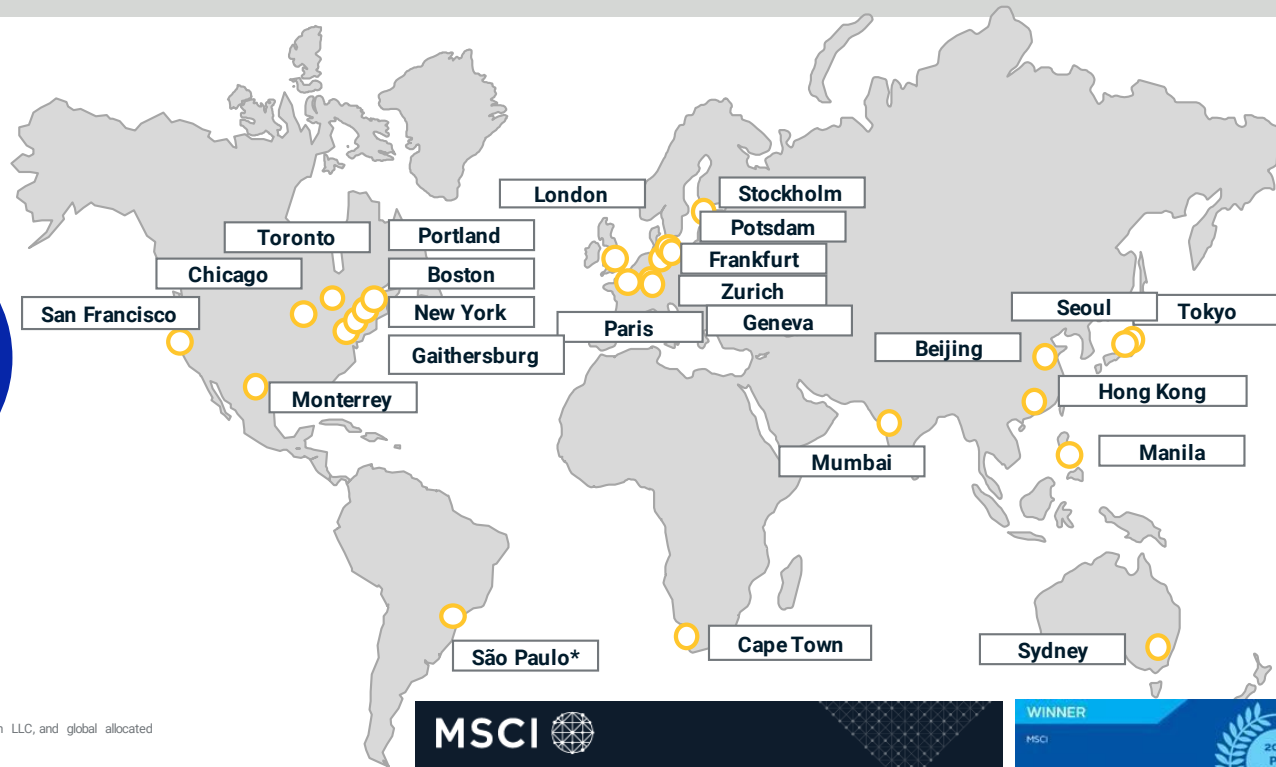 London
Stockholm
Potsdam
Toronto
Portland
Frankfurt
Chicago
Boston
Zurich
San Francisco
New York
Paris
Geneva
Seoul
Tokyo
Gaithersburg
Beijing
Monterrey
Hong Kong
Mumbai
Manila
São Paulo*
Cape Town
Sydney
LLC, and global allocated
MSCI
WINNER
MSCI